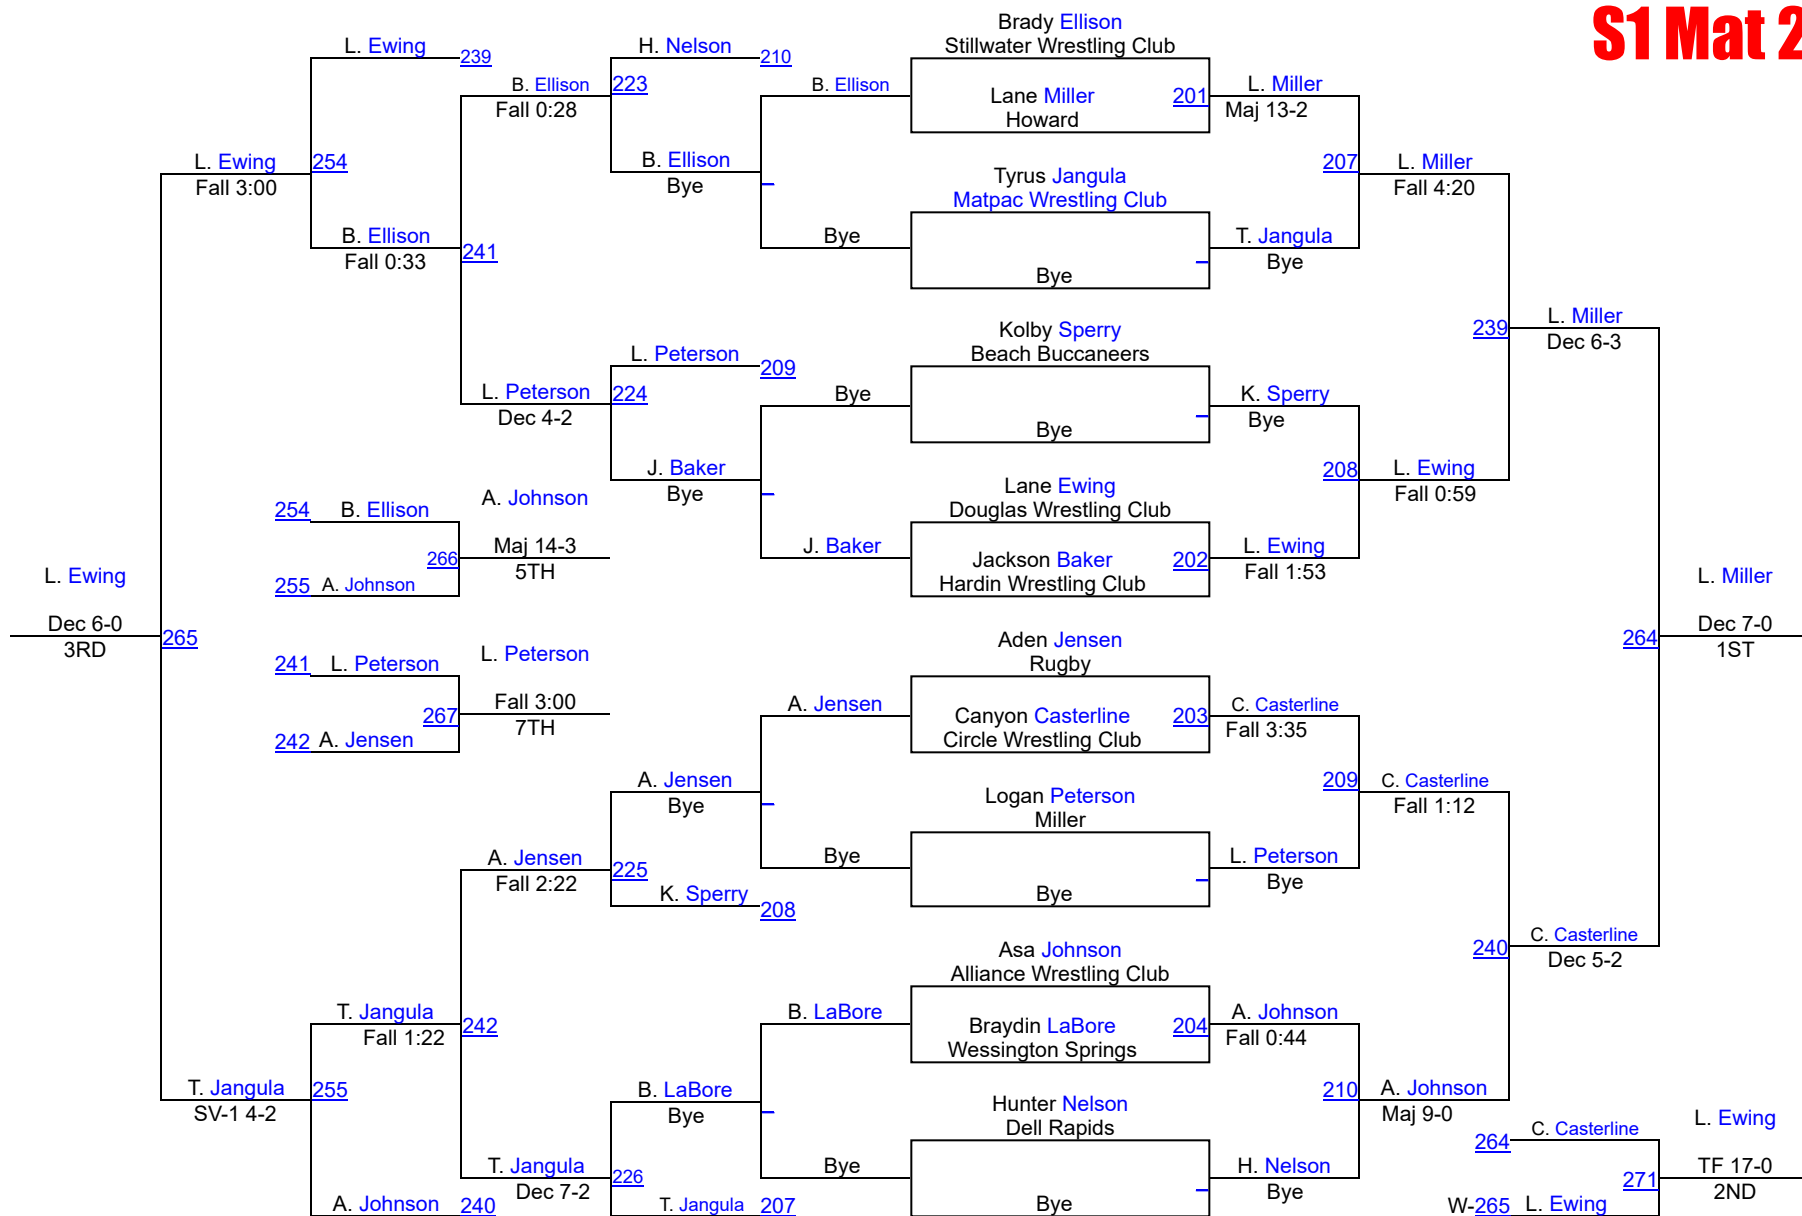 S1 Mat 2
Brady Ellison
Stillwater Wrestling Club
L. Ewing
239
H. Nelson
210
B. Ellison
Fall 0:28
223
B. Ellison
Lane Miller
Howard
201
L. Miller
Maj 13-2
L. Ewing
Fall 3:00
254
B. Ellison
Bye
Tyrus Jangula
Matpac Wrestling Club
207
L. Miller
Fall 4:20
B. Ellison
Fall 0:33
241
Bye
Bye
T. Jangula
Bye
Kolby Sperry
Beach Buccaneers
239
L. Miller
Dec 6-3
L. Peterson
209
L. Peterson
Dec 4-2
224
Bye
Bye
K. Sperry
Bye
J. Baker
Bye
Lane Ewing
Douglas Wrestling Club
208
L. Ewing
Fall 0:59
254
B. Ellison
A. Johnson
266
Maj 14-3
5TH
255
A. Johnson
J. Baker
Jackson Baker
Hardin Wrestling Club
202
L. Ewing
Fall 1:53
L. Ewing
Dec 6-0
3RD
265
L. Miller
264
Dec 7-0
1ST
Aden Jensen
Rugby
241
L. Peterson
L. Peterson
267
Fall 3:00
7TH
242
A. Jensen
A. Jensen
Canyon Casterline
Circle Wrestling Club
203
C. Casterline
Fall 3:35
A. Jensen
Bye
Logan Peterson
Miller
209
C. Casterline
Fall 1:12
A. Jensen
Fall 2:22
225
Bye
Bye
L. Peterson
Bye
K. Sperry
208
Asa Johnson
Alliance Wrestling Club
240
C. Casterline
Dec 5-2
T. Jangula
Fall 1:22
242
B. LaBore
Braydin LaBore
Wessington Springs
204
A. Johnson
Fall 0:44
T. Jangula
SV-1 4-2
255
B. LaBore
Bye
Hunter Nelson
Dell Rapids
210
A. Johnson
Maj 9-0
264
C. Casterline
L. Ewing
T. Jangula
Dec 7-2
226
Bye
Bye
H. Nelson
Bye
271
TF 17-0
2ND
A. Johnson
240
T. Jangula
207
W-265
L. Ewing